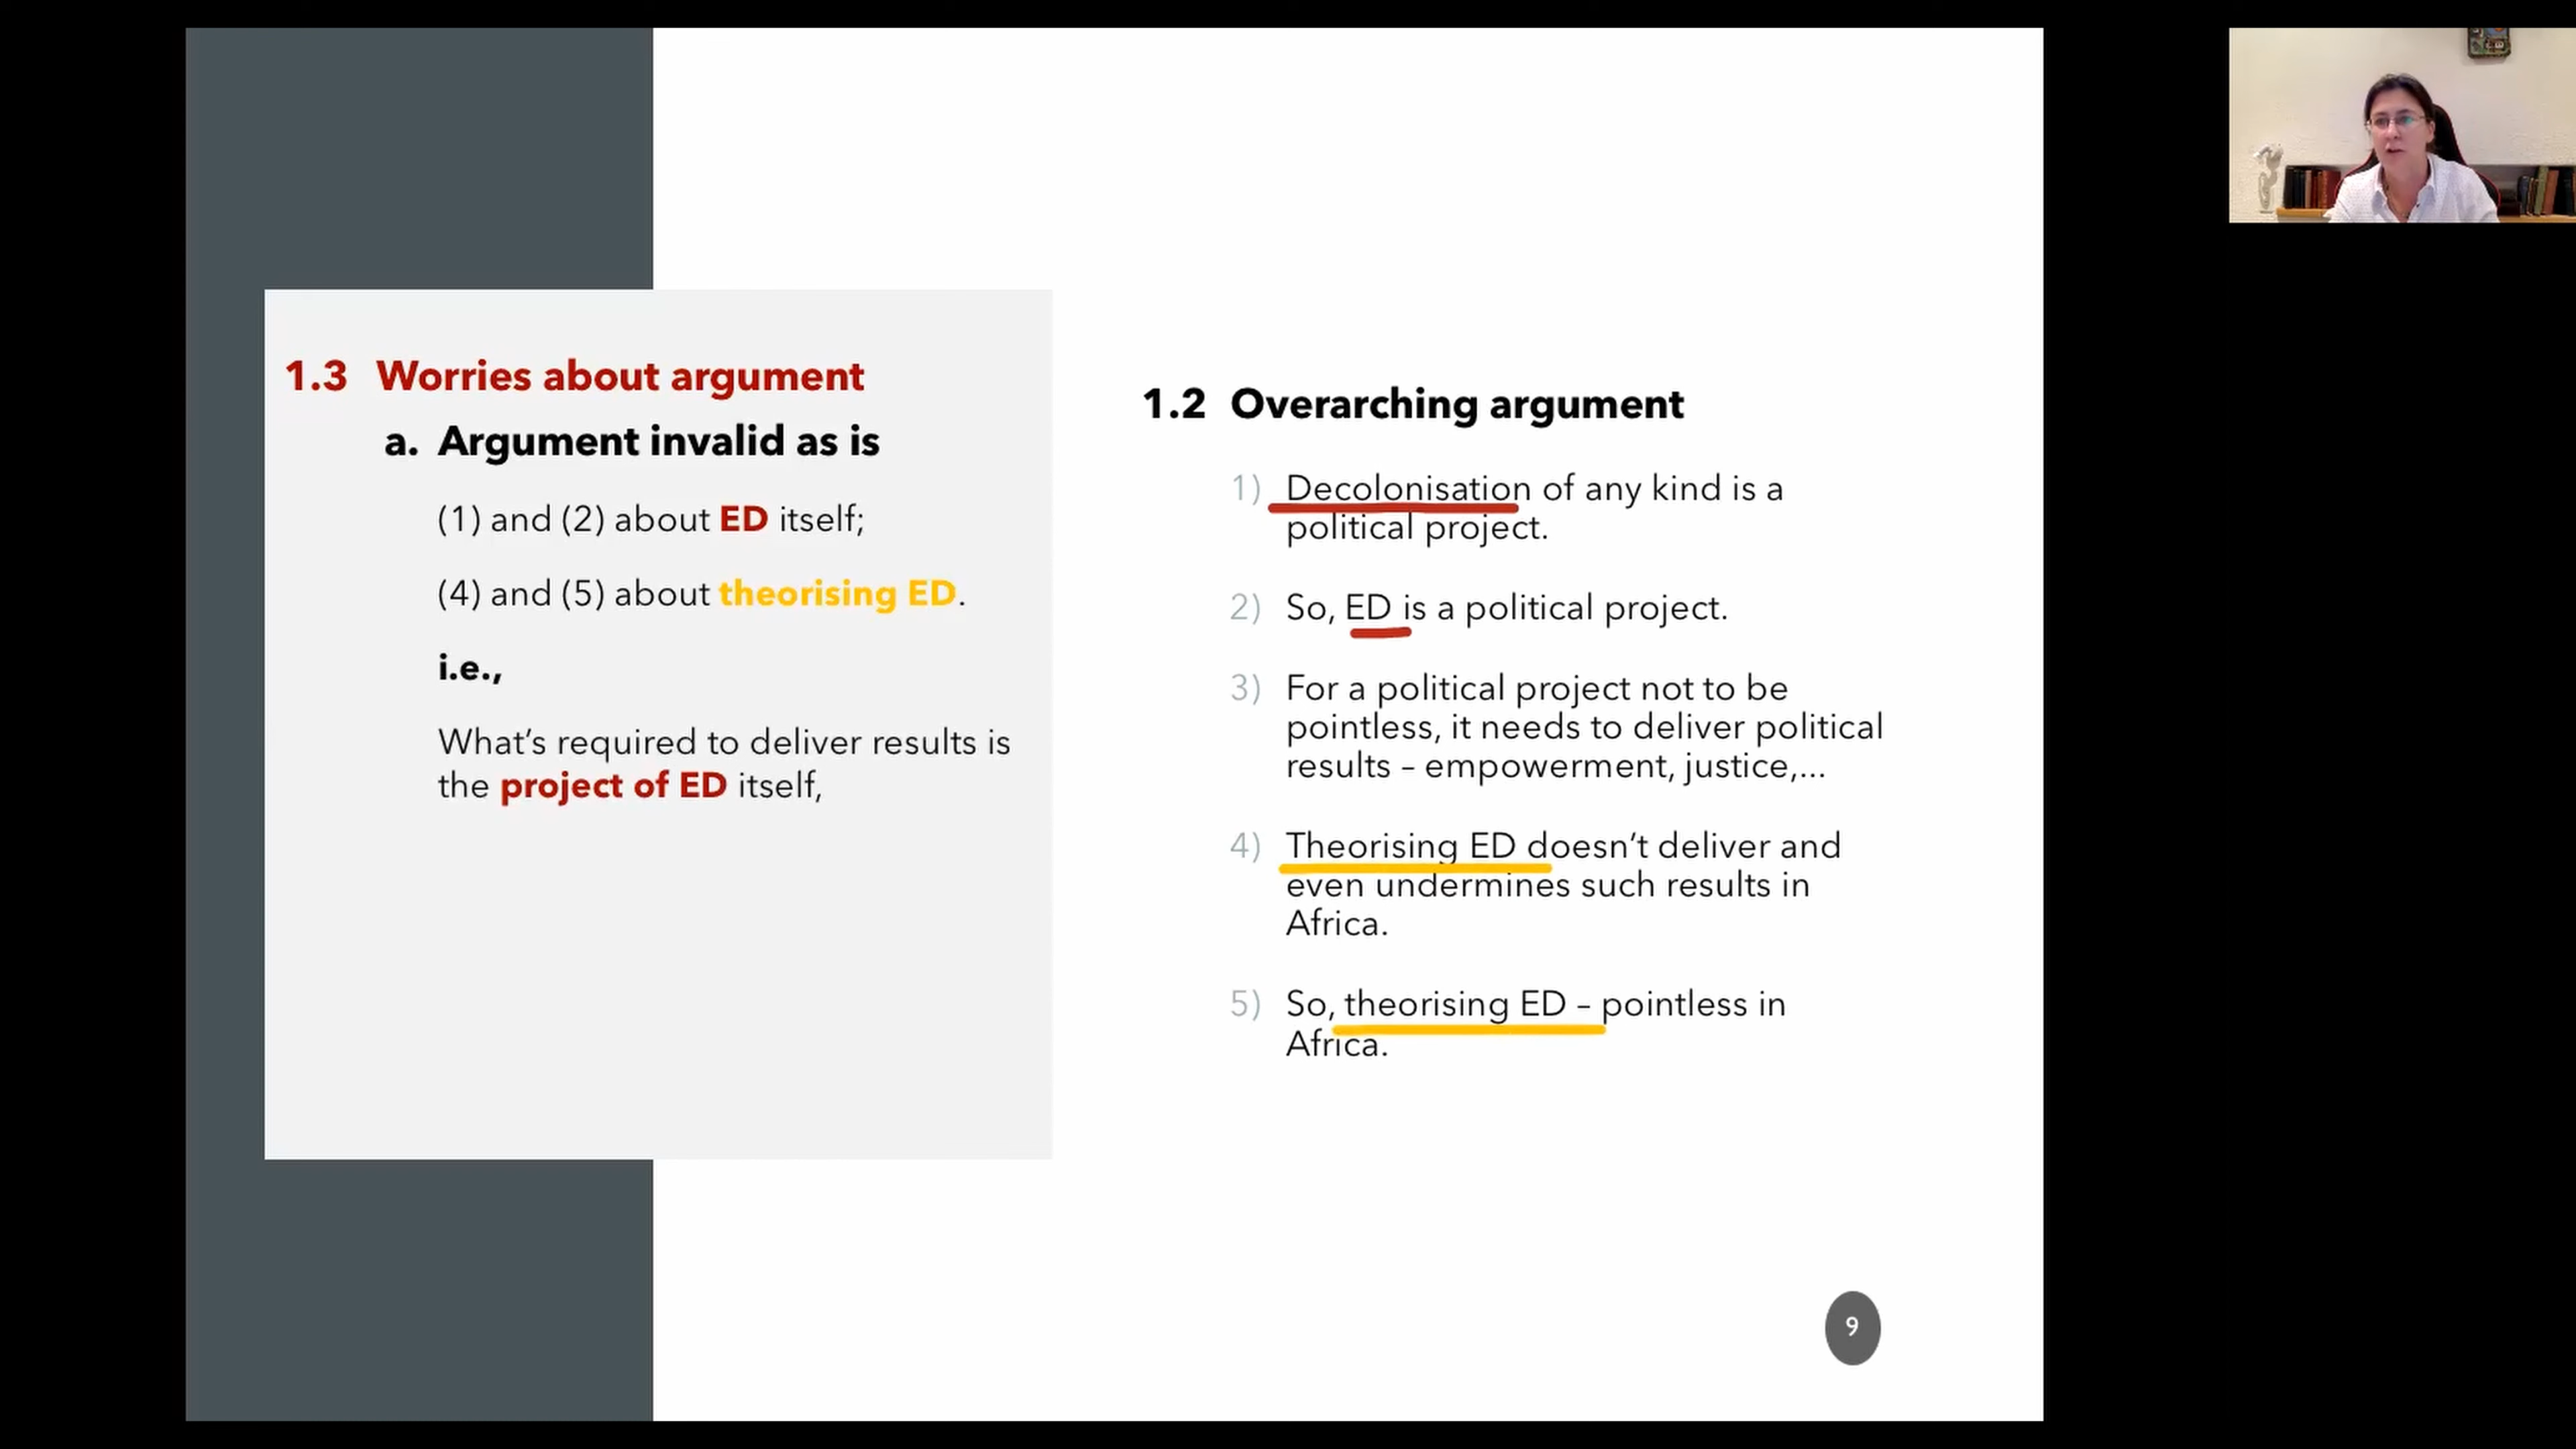 1.3 Worries about argument
a. Argument invalid as is
(1) and (2) about ED itself;
(4) and (5) about theorising ED.
i.e.,
What's required to deliver results is
the project of ED itself,
1.2 Overarching argument
1) Decolonisation of any kind is a
political project.
2) So, ED is a political project.
3) For a political project not to be
pointless, it needs to deliver political
results – empowerment, justice,...
4) Theorising ED doesn't deliver and
even undermines such results in
Africa.
5) So, theorising ED – pointless in
Africa.
9